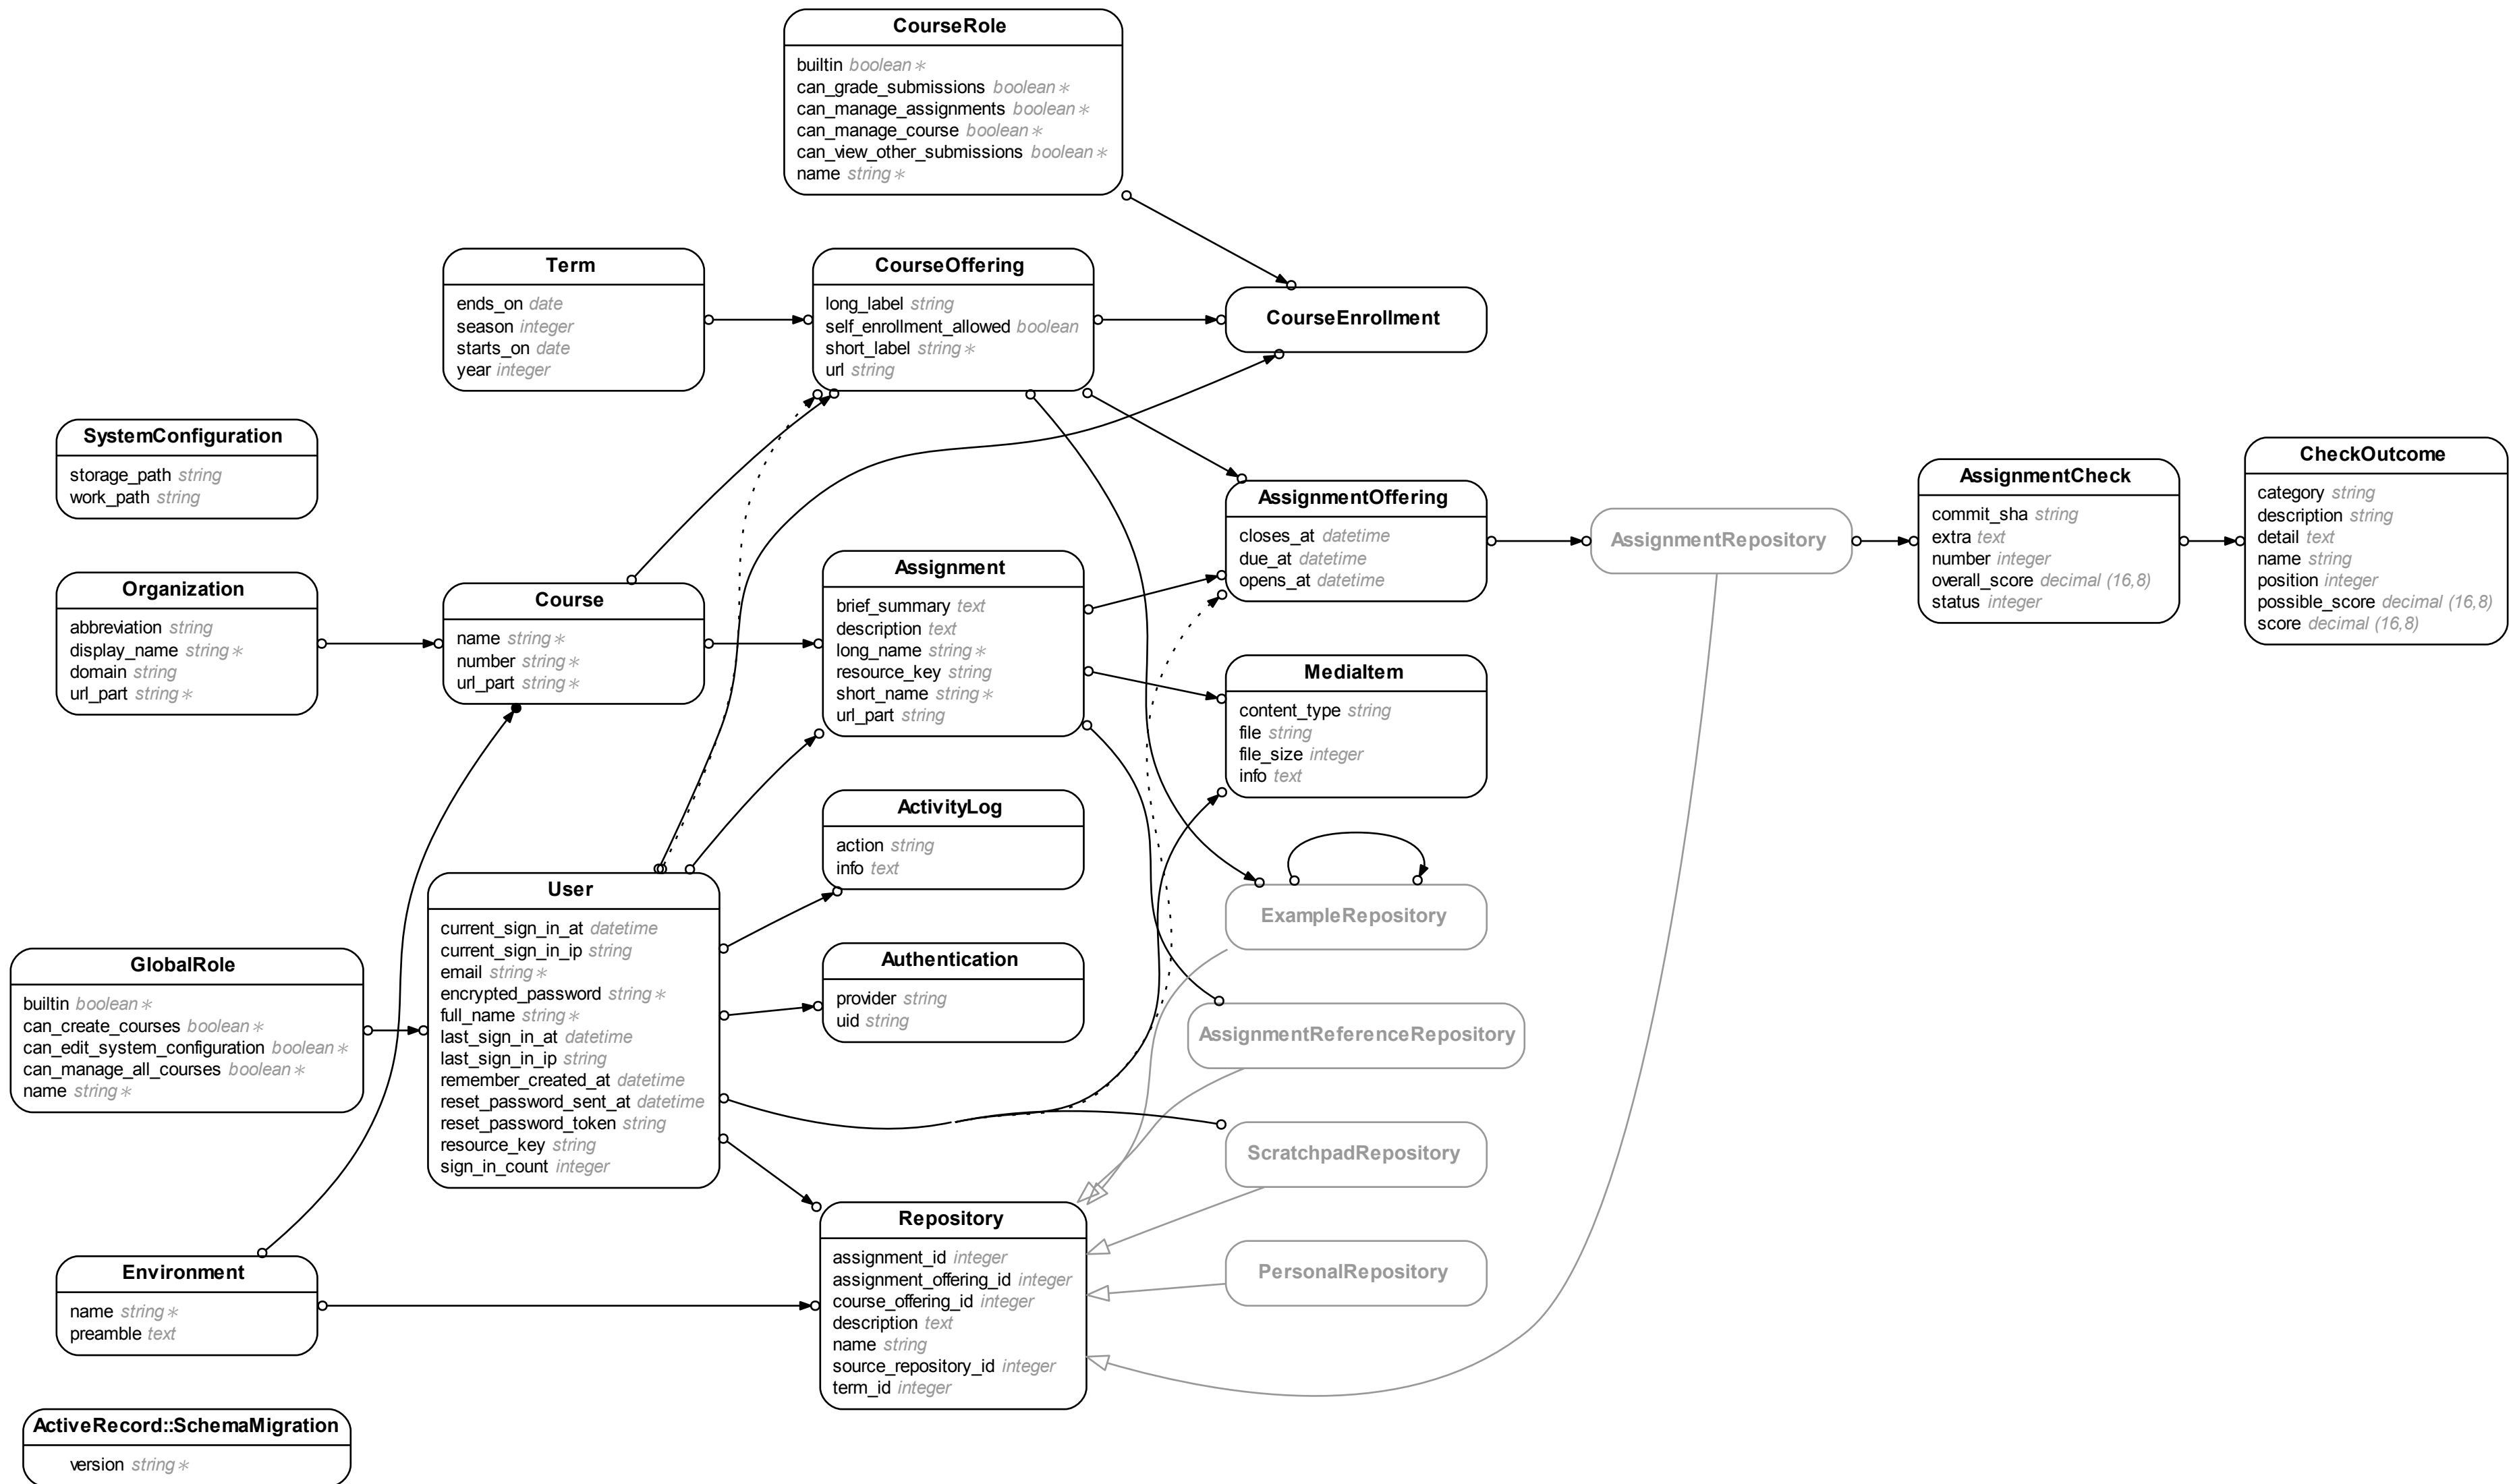 CourseRole
builtin boolean ∗
can_grade_submissions boolean ∗
can_manage_assignments boolean ∗
can_manage_course boolean ∗
can_view_other_submissions boolean ∗
name string ∗
Term
ends_on date
season integer
starts_on date
year integer
CourseOffering
long_label string
self_enrollment_allowed boolean
short_label string ∗
url string
CourseEnrollment
SystemConfiguration
storage_path string
work_path string
Organization
abbreviation string
display_name string ∗
domain string
url_part string ∗
Course
name string ∗
number string ∗
url_part string ∗
Assignment
brief_summary text
description text
long_name string ∗
resource_key string
short_name string ∗
url_part string
AssignmentOffering
closes_at datetime
due_at datetime
opens_at datetime
AssignmentRepository
AssignmentCheck
commit_sha string
extra text
number integer
overall_score decimal (16,8)
status integer
CheckOutcome
category string
description string
detail text
name string
position integer
possible_score decimal (16,8)
score decimal (16,8)
MediaItem
content_type string
file string
file_size integer
info text
ActivityLog
action string
info text
Authentication
provider string
uid string
ExampleRepository
AssignmentReferenceRepository
ScratchpadRepository
PersonalRepository
GlobalRole
builtin boolean ∗
can_create_courses boolean ∗
can_edit_system_configuration boolean ∗
can_manage_all_courses boolean ∗
name string ∗
User
current_sign_in_at datetime
current_sign_in_ip string
email string ∗
encrypted_password string ∗
full_name string ∗
last_sign_in_at datetime
last_sign_in_ip string
remember_created_at datetime
reset_password_sent_at datetime
reset_password_token string
resource_key string
sign_in_count integer
Environment
name string ∗
preamble text
Repository
assignment_id integer
assignment_offering_id integer
course_offering_id integer
description text
name string
source_repository_id integer
term_id integer
ActiveRecord::SchemaMigration
version string ∗